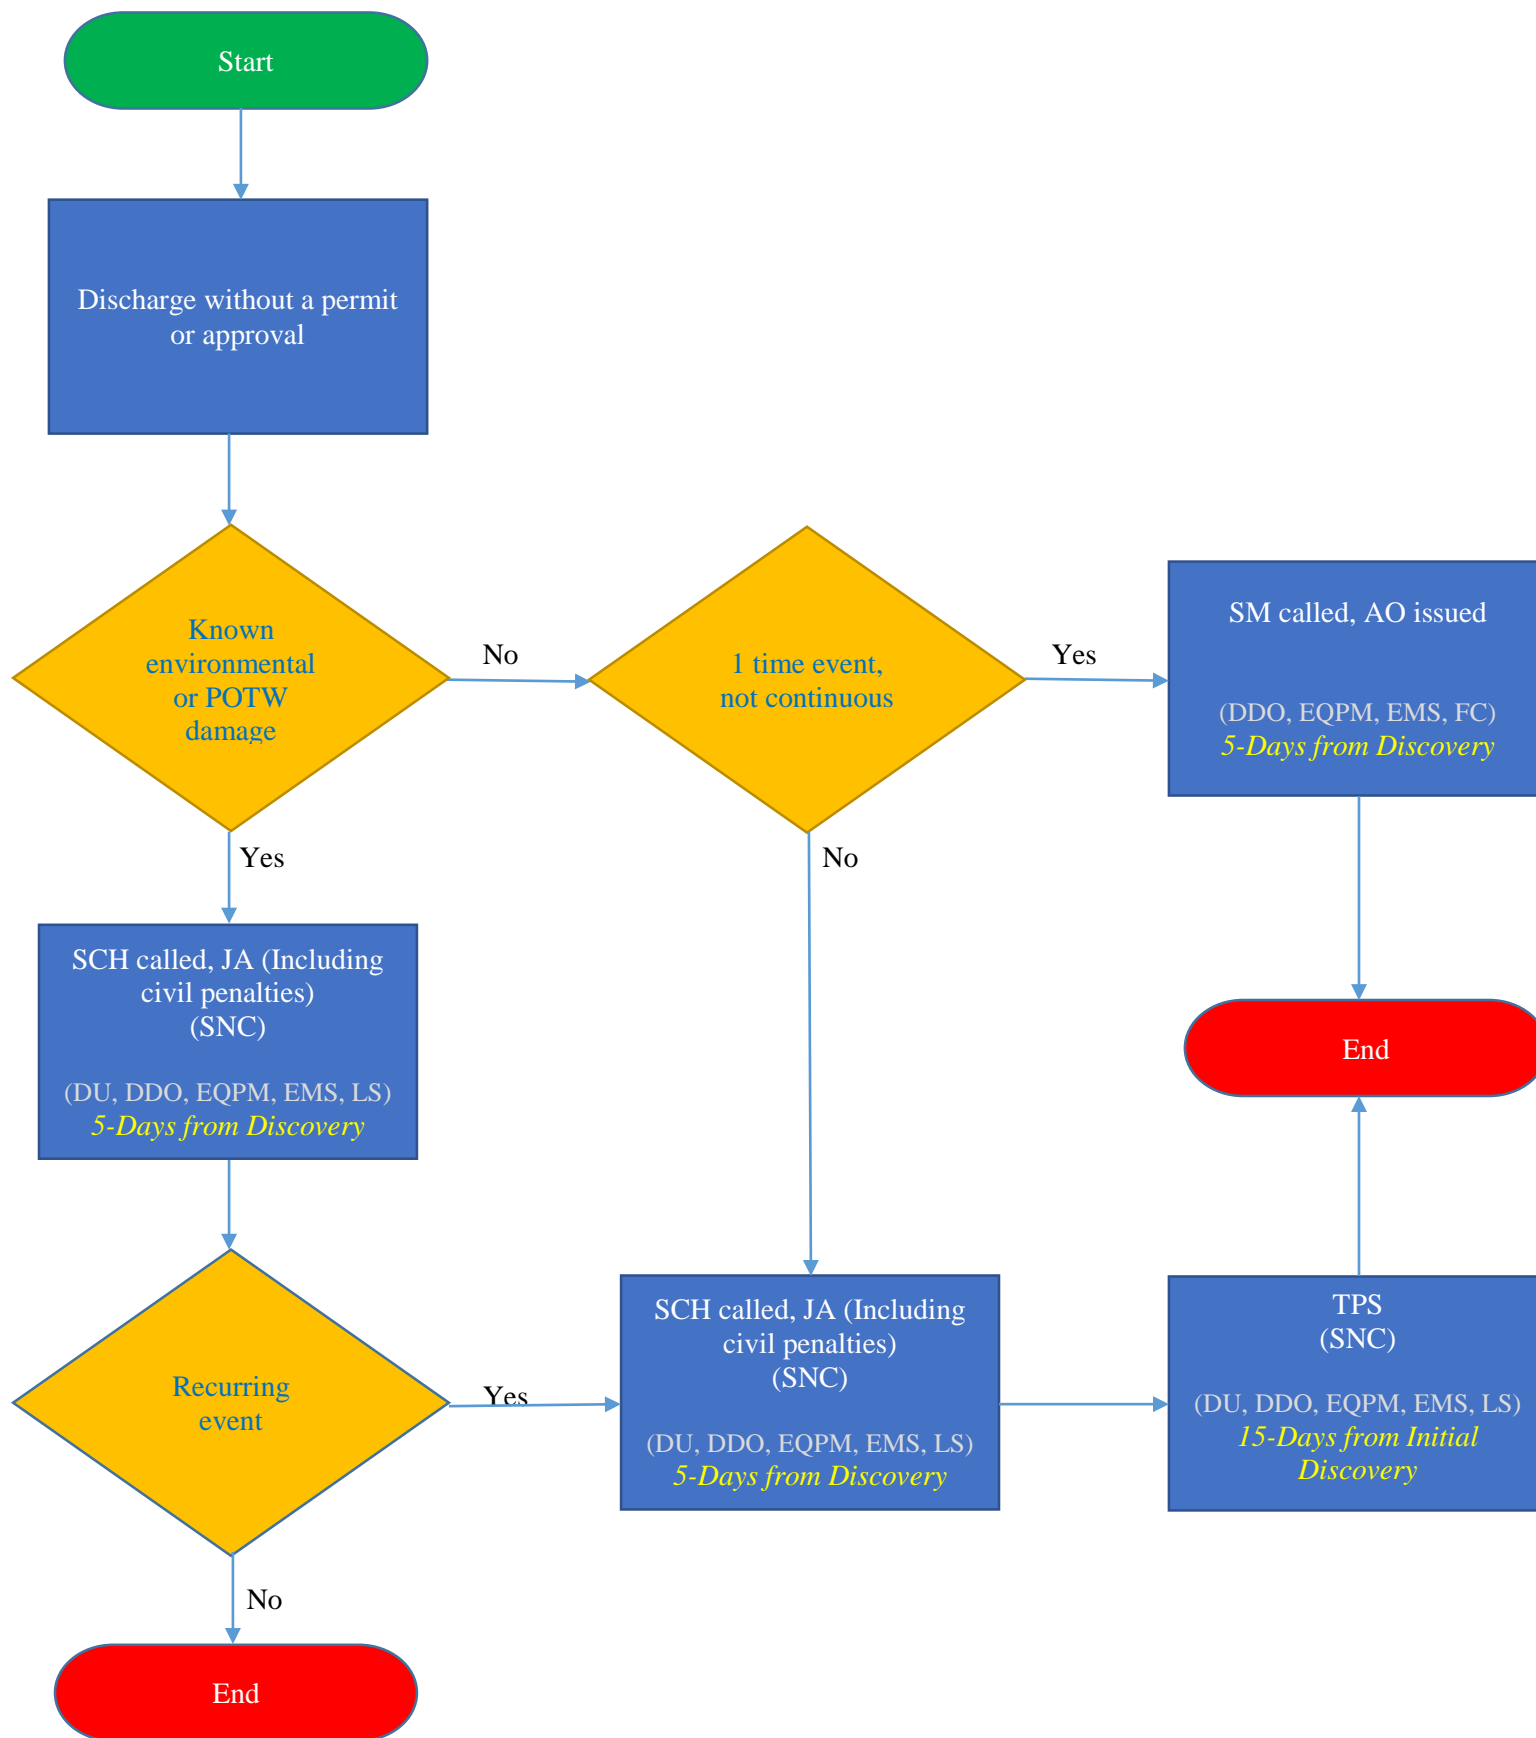 Start
Discharge without a permit
or approval
Known
environmental
or POTW
damage
No
1 time event,
not continuous
Yes
SM called, AO issued
(DDO, EQPM, EMS, FC)
5-Days from Discovery
Yes
No
SCH called, JA (Including
civil penalties)
(SNC)
(DU, DDO, EQPM, EMS, LS)
5-Days from Discovery
End
Recurring
event
Yes
SCH called, JA (Including
civil penalties)
(SNC)
(DU, DDO, EQPM, EMS, LS)
5-Days from Discovery
TPS
(SNC)
(DU, DDO, EQPM, EMS, LS)
15-Days from Initial
Discovery
No
End